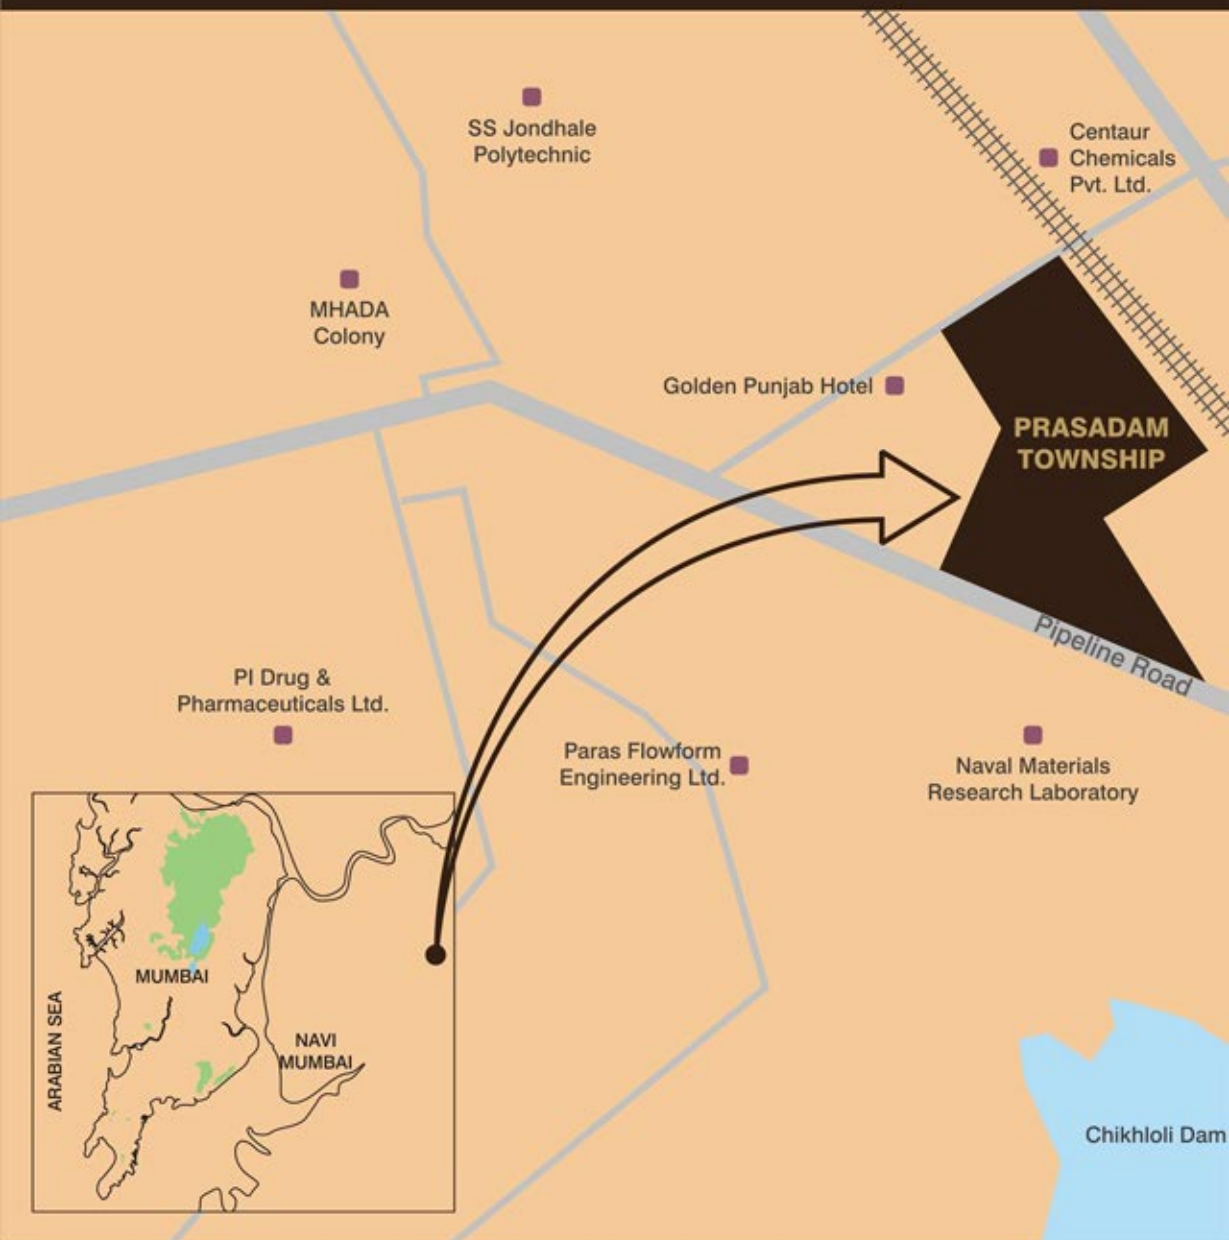 SS Jondhale
Polytechnic
Centaur
Chemicals
Pvt. Ltd.
MHADA
Colony
Golden Punjab Hotel
PRASADAM
TOWNSHIP
Pipeline Road
PI Drug &
Pharmaceuticals Ltd.
Paras Flowform
Engineering Ltd.
Naval Materials
Research Laboratory
MUMBAI
ARABIAN SEA
NAVI
MUMBAI
Chikhloli Dam